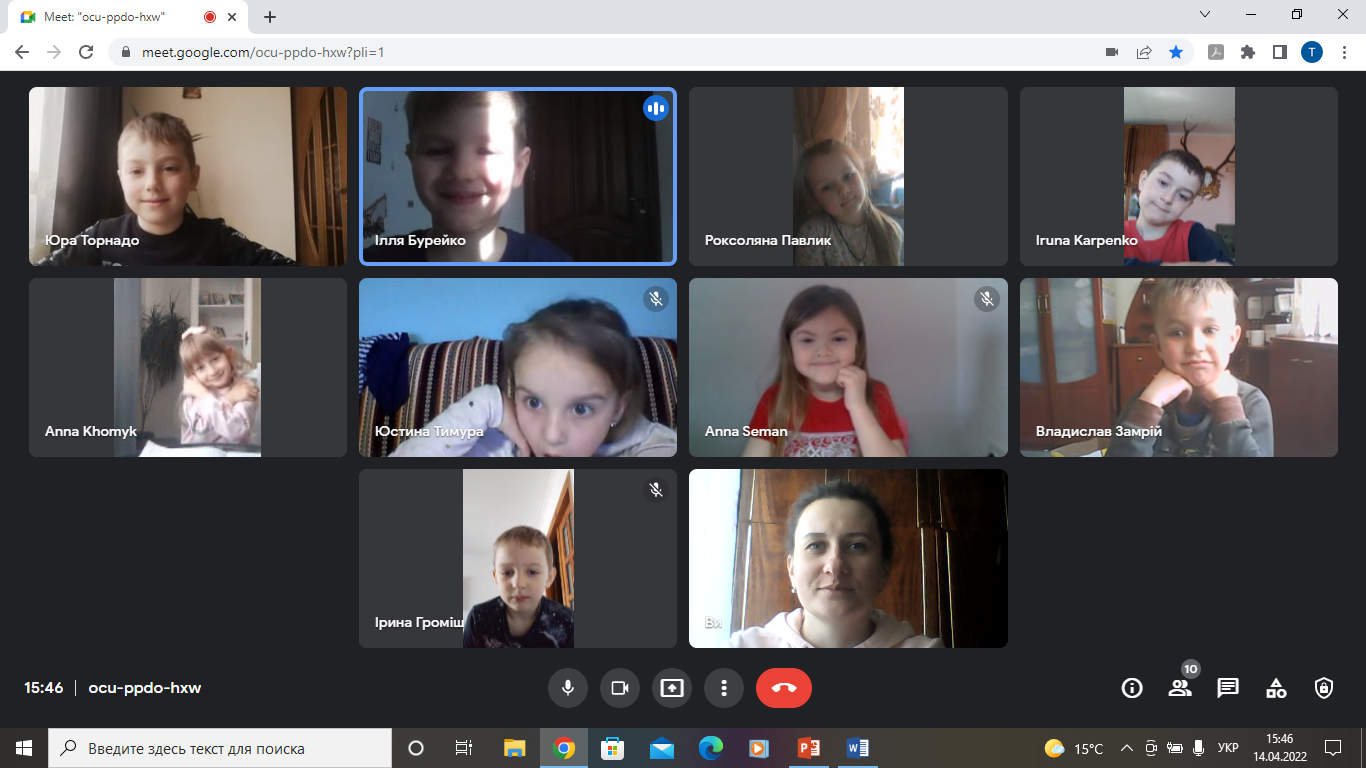 Meet: "ocu-ppdo-hxw"
meet.google.com/ocu-ppdo-hxw?pli=1
T
Юра Торнадо
Ілля Бурейко
Роксоляна Павлик
Iruna Karpenko
Anna Khomyk
Юстина Тимура
Anna Seman
Владислав Замрій
Ірина Громіш
Ви
15:46 | ocu-ppdo-hxw
10
Введите здесь текст для поиска
15°C
УКР
15:46
14.04.2022